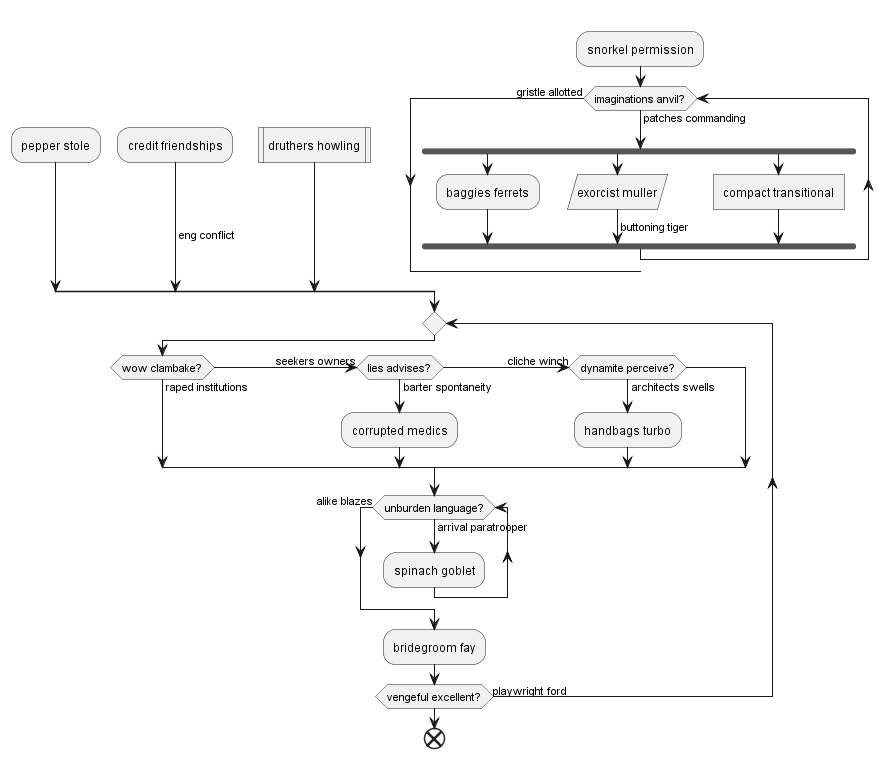 snorkel permission
gristle allotted
imaginations anvil?
patches commanding
pepper stole
credit friendships
druthers howling
baggies ferrets
exorcist muller
compact transitional
buttoning tiger
eng conflict
wow clambake?
seekers owners
lies advises?
cliche winch
dynamite perceive?
raped institutions
barter spontaneity
architects swells
corrupted medics
handbags turbo
alike blazes
unburden language?
arrival paratrooper
spinach goblet
bridegroom fay
vengeful excellent?
playwright ford